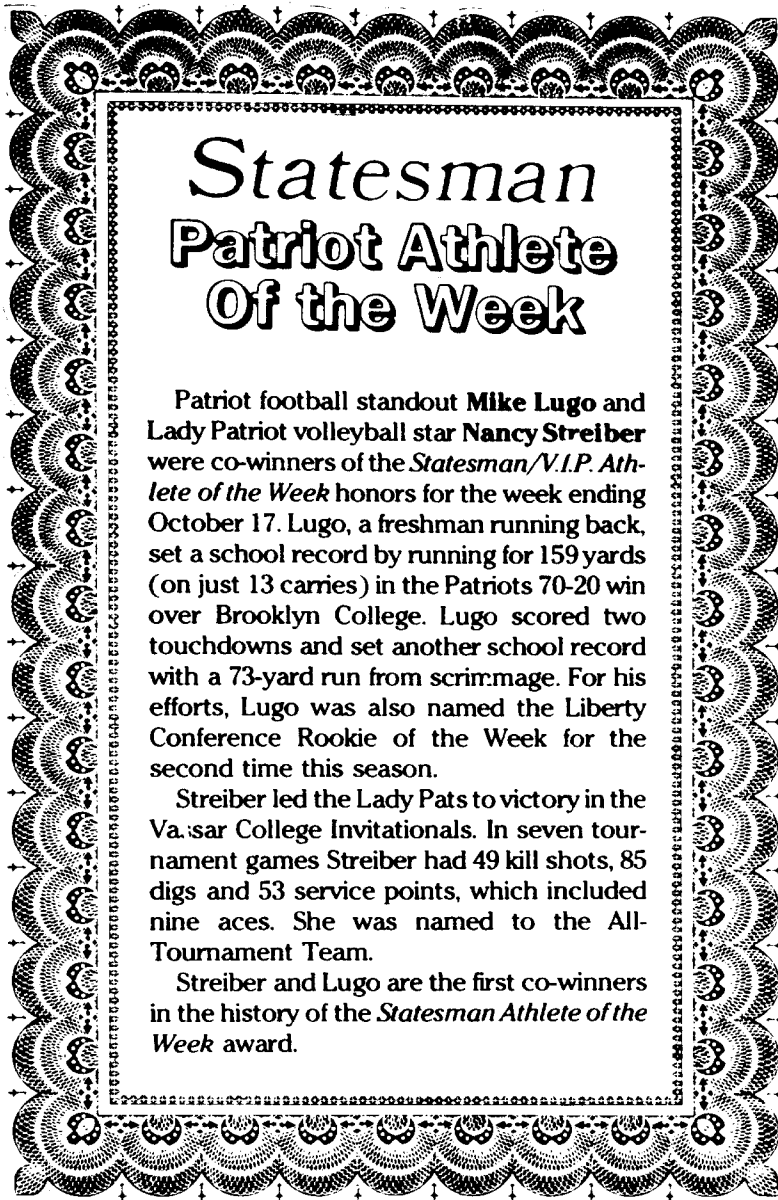 Statesman
Patriot Athlete
Of the Week
Patriot football standout Mike Lugo and
Lady Patriot volleyball star Nancy Streiber
were co-winners of the Statesman/V.I.P. Ath-
lete of the Week honors for the week ending
October 17. Lugo, a freshman running back,
set a school record by running for 159 yards
(on just 13 carries) in the Patriots 70-20 win
over Brooklyn College. Lugo scored two
touchdowns and set another school record
with a 73-yard run from scrimmage. For his
efforts, Lugo was also named the Liberty
Conference Rookie of the Week for the
second time this season.
Streiber led the Lady Pats to victory in the
Vassar College Invitationals. In seven tour-
nament games Streiber had 49 kill shots, 85
digs and 53 service points, which included
nine aces. She was named to the All-
Tournament Team.
Streiber and Lugo are the first co-winners
in the history of the Statesman Athlete of the
Week award.